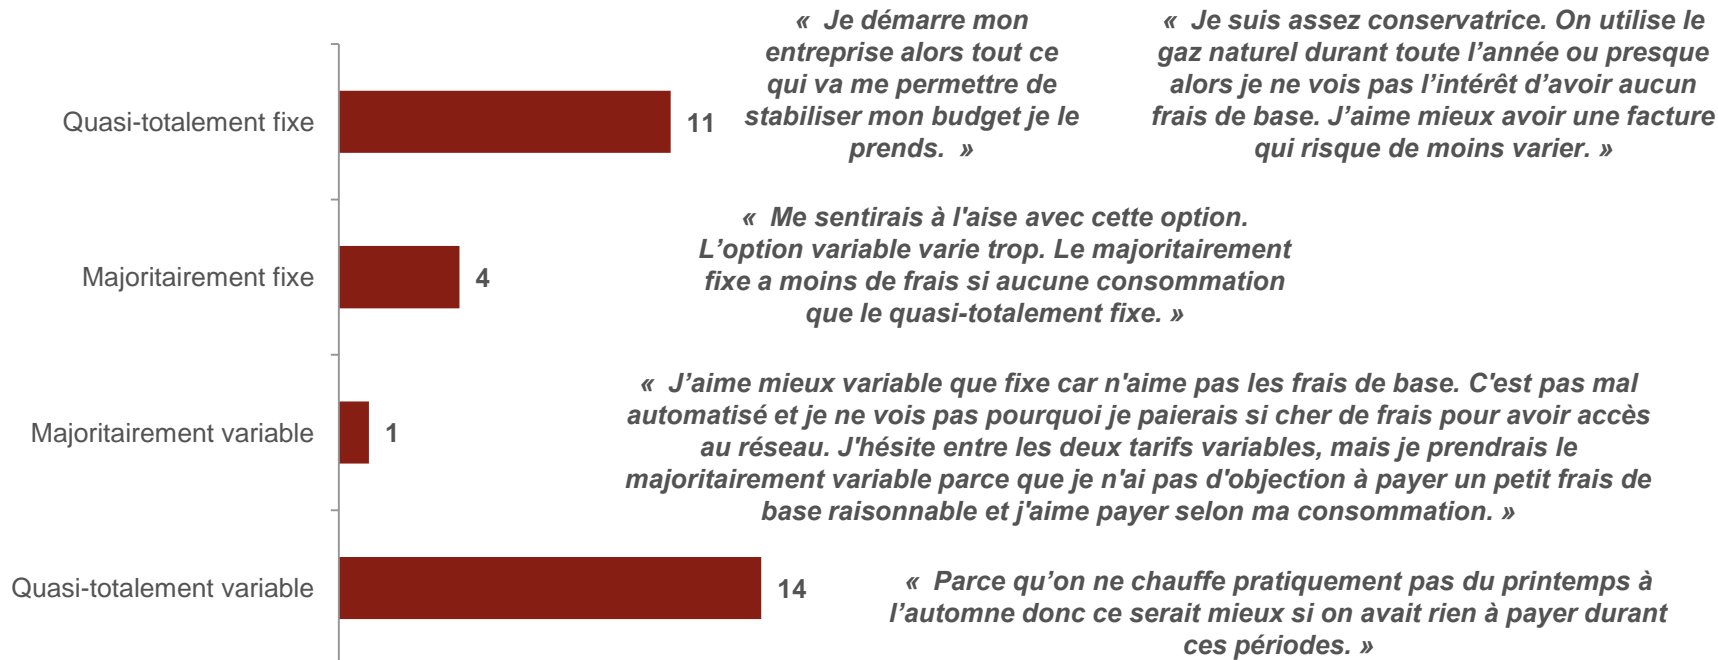 « Je démarre mon
entreprise alors tout ce
qui va me permettre de
stabiliser mon budget je le
prends. »
« Je suis assez conservatrice. On utilise le
gaz naturel durant toute l’année ou presque
alors je ne vois pas l’intérêt d’avoir aucun
frais de base. J’aime mieux avoir une facture
qui risque de moins varier. »
Quasi-totalement fixe
11
« Me sentirais à l'aise avec cette option.
L’option variable varie trop. Le majoritairement
fixe a moins de frais si aucune consommation
que le quasi-totalement fixe. »
Majoritairement fixe
4
« J’aime mieux variable que fixe car n'aime pas les frais de base. C'est pas mal
automatisé et je ne vois pas pourquoi je paierais si cher de frais pour avoir accès
au réseau. J'hésite entre les deux tarifs variables, mais je prendrais le
majoritairement variable parce que je n'ai pas d'objection à payer un petit frais de
base raisonnable et j'aime payer selon ma consommation. »
Majoritairement variable
1
Quasi-totalement variable
14
« Parce qu’on ne chauffe pratiquement pas du printemps à
l’automne donc ce serait mieux si on avait rien à payer durant
ces périodes. »